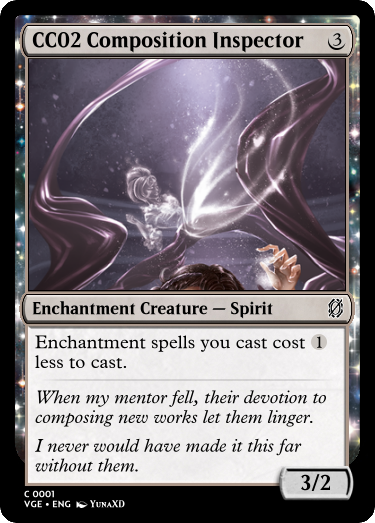 CC02 Composition Inspector 3
Enchantment Creature — Spirit
Enchantment spells you cast cost 1
less to cast.
When my mentor fell, their devotion to
composing new works let them linger.
I never would have made it this far
without them.
3/2
C 0001
VGE • ENG YunaXD